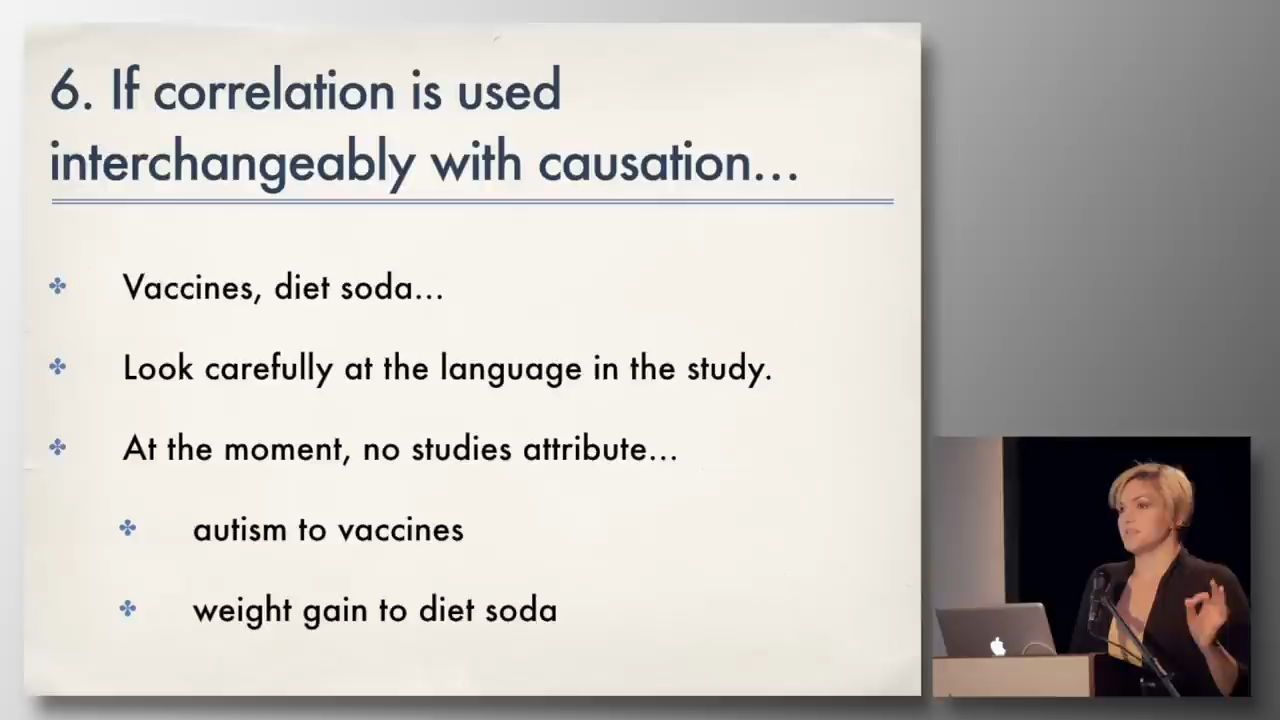 6. If correlation is used
interchangeably with causation...
Vaccines, diet soda...
Look carefully at the language in the study.
At the moment, no studies attribute...
autism to vaccines
weight gain to diet soda